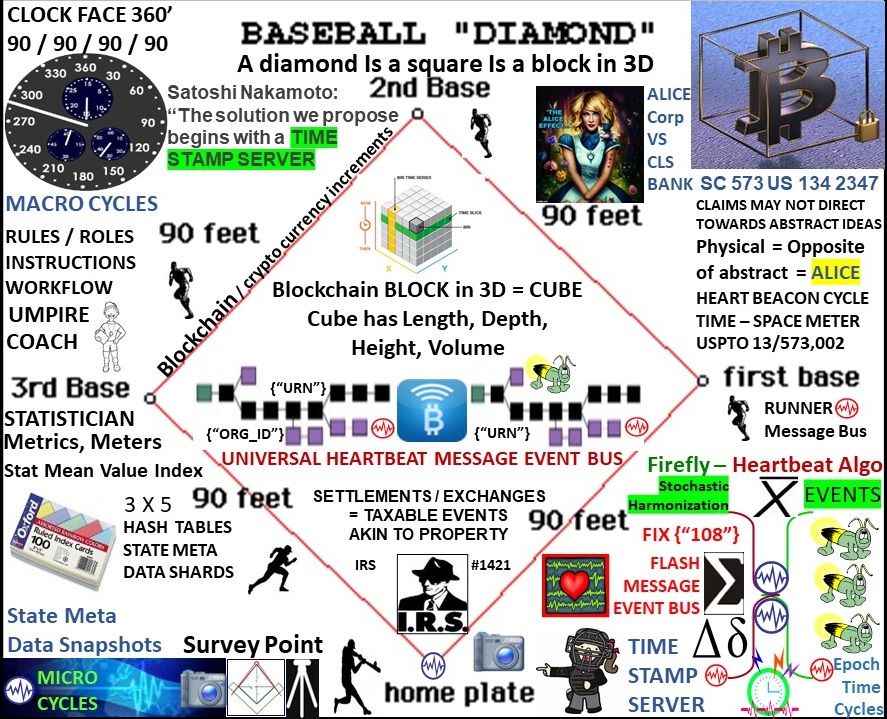 CLOCK FACE 360'
90 / 90 / 90 / 90
BASEBALL "DIAMOND"
A diamond Is a square Is a block in 3D
2nd Base
330 360 30
300 60
270 90
240 120
210 180 150
Satoshi Nakamoto:
“The solution we propose
begins with a TIME
STAMP SERVER
"THE
ALICE
EFFECT"
ALICE
Corp
VS
CLS
BANK
SC 573 US 134 2347
CLAIMS MAY NOT DIRECT
TOWARDS ABSTRACT IDEAS
Physical = Opposite
of abstract = ALICE
HEART BEACON CYCLE
TIME – SPACE METER
USPTO 13/573,002
MACRO CYCLES
RULES / ROLES
INSTRUCTIONS
WORKFLOW
UMPIRE
COACH
90 feet
90 feet
Blockchain / crypto currency increments
BIN TIME SERIES
NOW
TIME SLICE
BIN
THEN
X
Y
Blockchain BLOCK in 3D = CUBE
Cube has Length, Depth,
Height, Volume
3rd Base
first base
{“URN”}
{“ORG_ID”}
{“URN”}
UNIVERSAL HEARTBEAT MESSAGE EVENT BUS
RUNNER
Message Bus
STATISTICIAN
Metrics, Meters
Stat Mean Value Index
Oxford
ASSORTED RAINBOW COLORS
Ruled Index Cards
100
3 X 5
HASH TABLES
STATE META
DATA SHARDS
90 feet
SETTLEMENTS / EXCHANGES
= TAXABLE EVENTS
AKIN TO PROPERTY
IRS
#1421
I.R.S.
90 feet
Firefly – Heartbeat Algo
Stochastic
Harmonization
X
EVENTS
FIX {“108”}
FLASH
MESSAGE
EVENT BUS
Σ
Δδ
TIME
STAMP
SERVER
Epoch
Time
Cycles
State Meta
Data Snapshots
MICRO
CYCLES
Survey Point
home plate